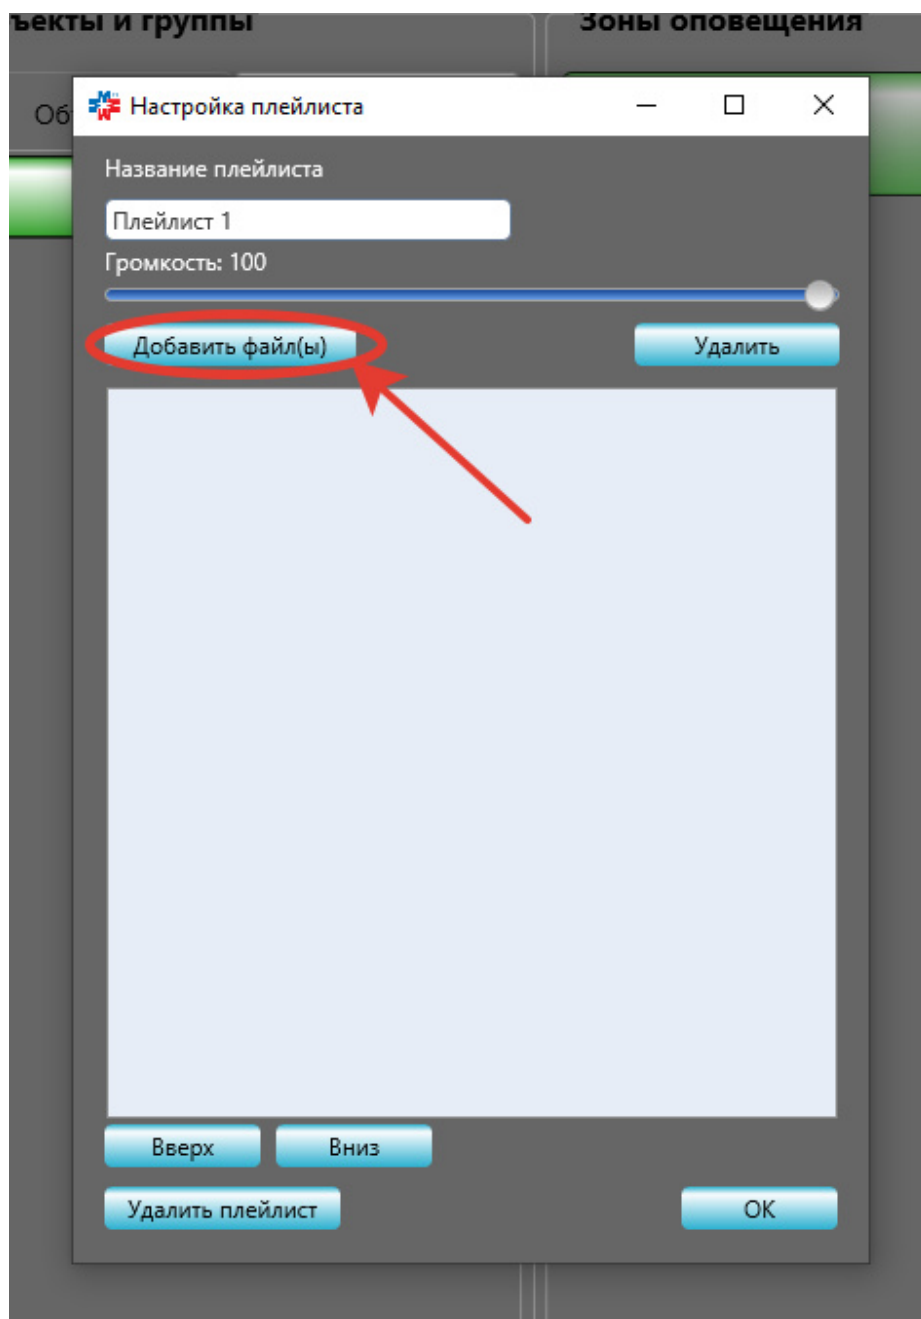 ъекты и группы
Зоны оповещения
Об
Настройка плейлиста
Название плейлиста
Плейлист 1
Громкость: 100
Добавить файл(ы)
Удалить
Вверх
Вниз
Удалить плейлист
ОК